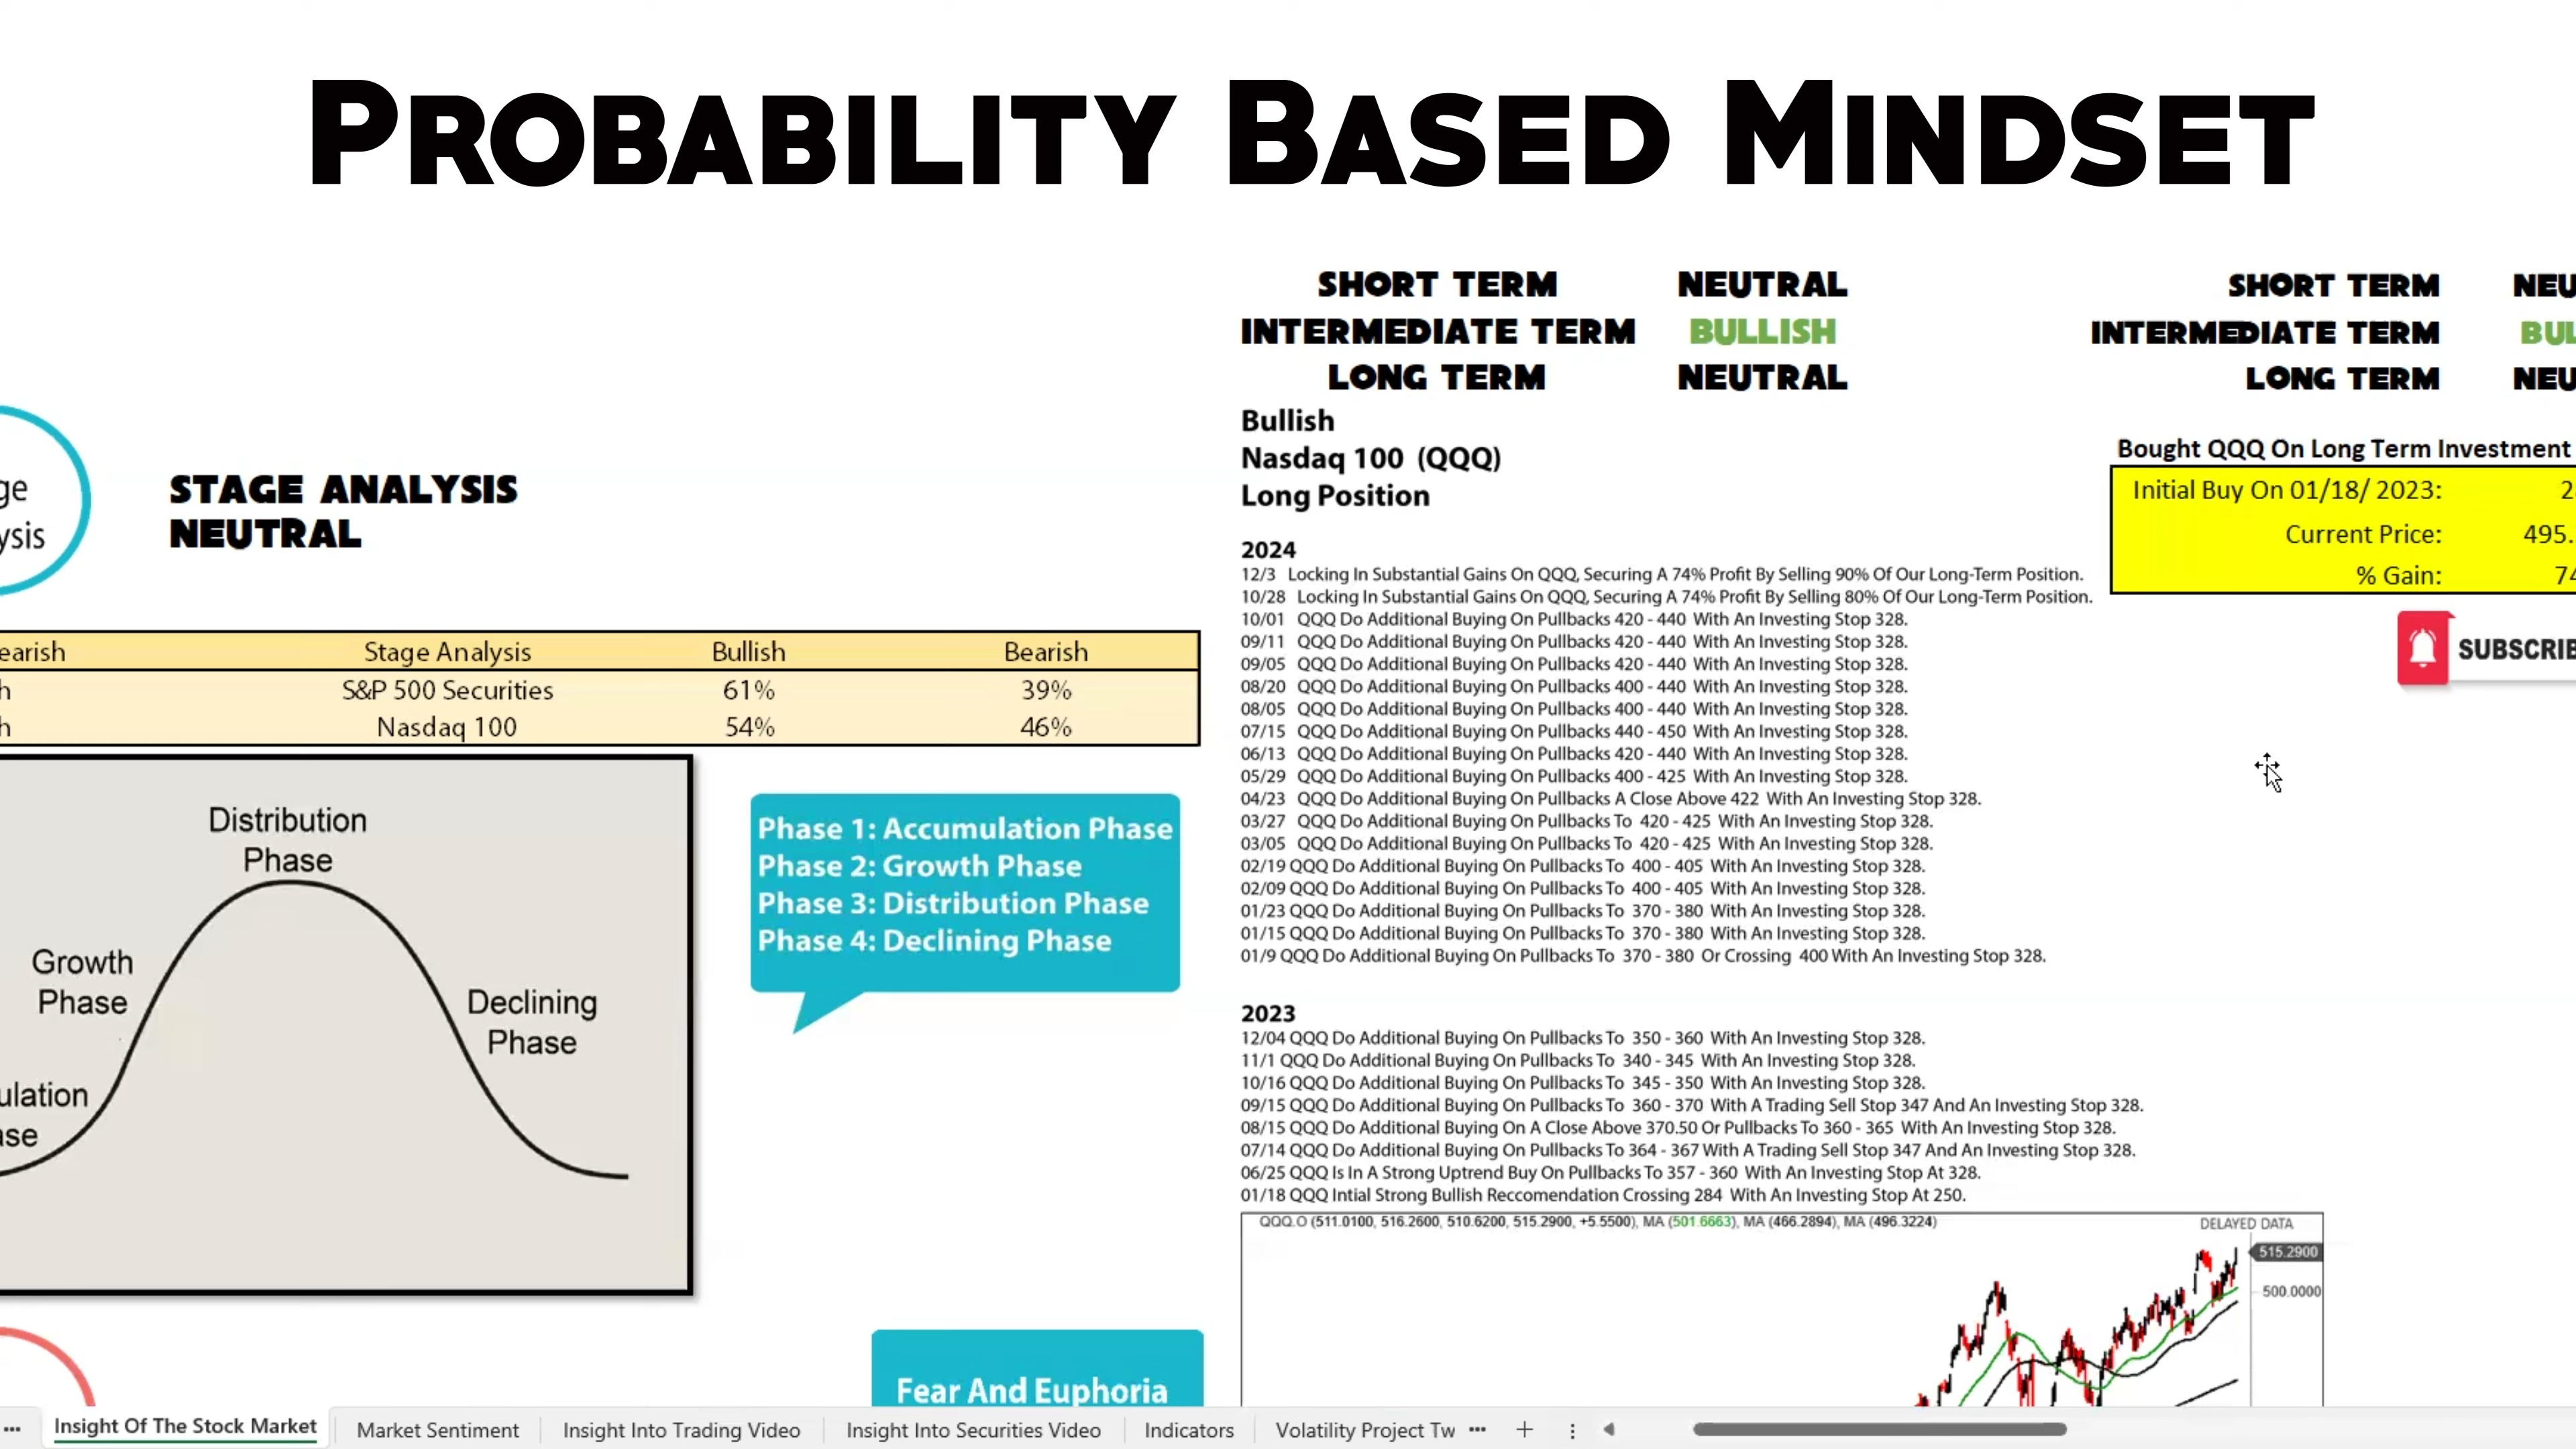 PROBABILITY BASED MINDSET
SHORT TERM NEUTRAL
INTERMEDIATE TERM BULLISH
LONG TERM NEUTRAL
SHORT TERM NEU
INTERMEDIATE TERM BUL
LONG TERM NEU
ge
ysis
STAGE ANALYSIS
NEUTRAL
earish Stage Analysis Bullish Bearish
h S&P 500 Securities 61% 39%
h Nasdaq 100 54% 46%
Distribution
Phase
Growth
Phase
Declining
Phase
ulation
ase
Phase 1: Accumulation Phase
Phase 2: Growth Phase
Phase 3: Distribution Phase
Phase 4: Declining Phase
Fear And Euphoria
Bullish
Nasdaq 100 (QQQ)
Long Position
2024
12/3 Locking In Substantial Gains On QQQ, Securing A 74% Profit By Selling 90% Of Our Long-Term Position.
10/28 Locking In Substantial Gains On QQQ, Securing A 74% Profit By Selling 80% Of Our Long-Term Position.
10/01 QQQ Do Additional Buying On Pullbacks 420 - 440 With An Investing Stop 328.
09/11 QQQ Do Additional Buying On Pullbacks 420 - 440 With An Investing Stop 328.
09/05 QQQ Do Additional Buying On Pullbacks 420 - 440 With An Investing Stop 328.
08/20 QQQ Do Additional Buying On Pullbacks 400 - 440 With An Investing Stop 328.
08/05 QQQ Do Additional Buying On Pullbacks 400 - 440 With An Investing Stop 328.
07/15 QQQ Do Additional Buying On Pullbacks 440 - 450 With An Investing Stop 328.
06/13 QQQ Do Additional Buying On Pullbacks 420 - 440 With An Investing Stop 328.
05/29 QQQ Do Additional Buying On Pullbacks 400 - 425 With An Investing Stop 328.
04/23 QQQ Do Additional Buying On Pullbacks A Close Above 422 With An Investing Stop 328.
03/27 QQQ Do Additional Buying On Pullbacks To 420 - 425 With An Investing Stop 328.
03/05 QQQ Do Additional Buying On Pullbacks To 420 - 425 With An Investing Stop 328.
02/19 QQQ Do Additional Buying On Pullbacks To 400 - 405 With An Investing Stop 328.
02/09 QQQ Do Additional Buying On Pullbacks To 400 - 405 With An Investing Stop 328.
01/23 QQQ Do Additional Buying On Pullbacks To 370 - 380 With An Investing Stop 328.
01/15 QQQ Do Additional Buying On Pullbacks To 370 - 380 With An Investing Stop 328.
01/9 QQQ Do Additional Buying On Pullbacks To 370 - 380 Or Crossing 400 With An Investing Stop 328.
2023
12/04 QQQ Do Additional Buying On Pullbacks To 350 - 360 With An Investing Stop 328.
11/1 QQQ Do Additional Buying On Pullbacks To 340 - 345 With An Investing Stop 328.
10/16 QQQ Do Additional Buying On Pullbacks To 345 - 350 With An Investing Stop 328.
09/15 QQQ Do Additional Buying On Pullbacks To 360 - 370 With A Trading Sell Stop 347 And An Investing Stop 328.
08/15 QQQ Do Additional Buying On A Close Above 370.50 Or Pullbacks To 360 - 365 With An Investing Stop 328.
07/14 QQQ Do Additional Buying On Pullbacks To 364 - 367 With A Trading Sell Stop 347 And An Investing Stop 328.
06/25 QQQ Is In A Strong Uptrend Buy On Pullbacks To 357 - 360 With An Investing Stop At 328.
01/18 QQQ Intial Strong Bullish Reccomendation Crossing 284 With An Investing Stop At 250.
QQQ.O (511.0100, 516.2600, 510.6200, 515.2900, +5.5500), MA (501.6663), MA (466.2894), MA (496.3224) DELAYED DATA
515.2900
500.0000
Bought QQQ On Long Term Investment
Initial Buy On 01/18/ 2023: 2
Current Price: 495.
% Gain: 74
SUBSCRIB
Insight Of The Stock Market Market Sentiment Insight Into Trading Video Insight Into Securities Video Indicators Volatility Project Tw